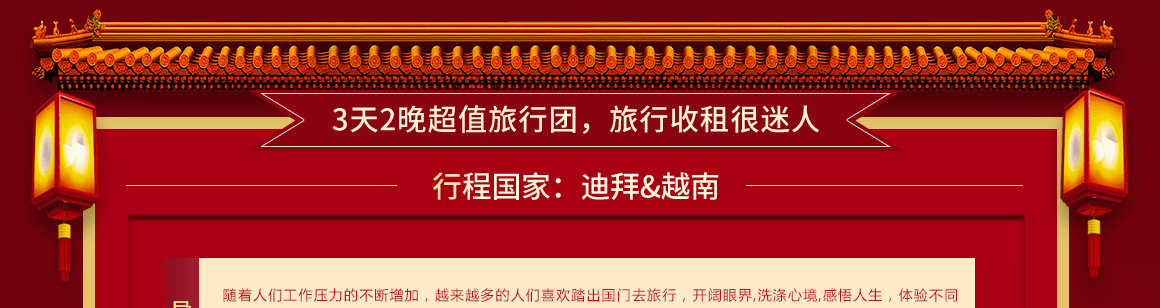 3天2晚超值旅行团，旅行收租很迷人
行程国家：迪拜&越南
随着人们工作压力的不断增加，越来越多的人们喜欢踏出国门去旅行，开阔眼界,洗涤心境,感悟人生，体验不同